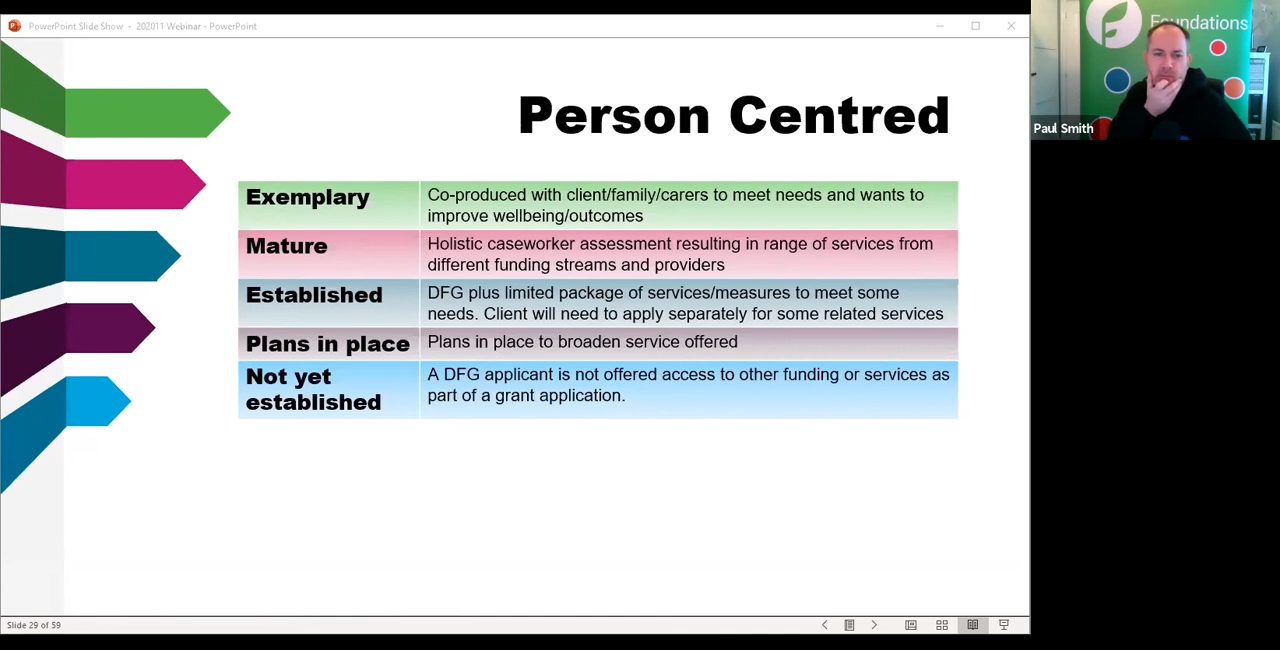 PowerPoint Slide Show - 202011 Webinar - PowerPoint
Foundations
Paul Smith
Person Centred
Exemplary
Co-produced with client/family/carers to meet needs and wants to
improve wellbeing/outcomes
Mature
Holistic caseworker assessment resulting in range of services from
different funding streams and providers
Established
DFG plus limited package of services/measures to meet some
needs. Client will need to apply separately for some related services
Plans in place
Plans in place to broaden service offered
Not yet
established
A DFG applicant is not offered access to other funding or services as
part of a grant application.
Slide 29 of 59